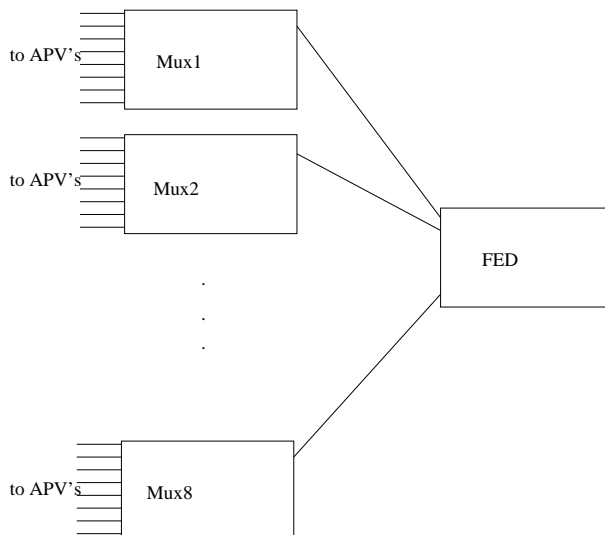 to APV's
Mux1
to APV's
Mux2
FED
.
.
.
to APV's
Mux8